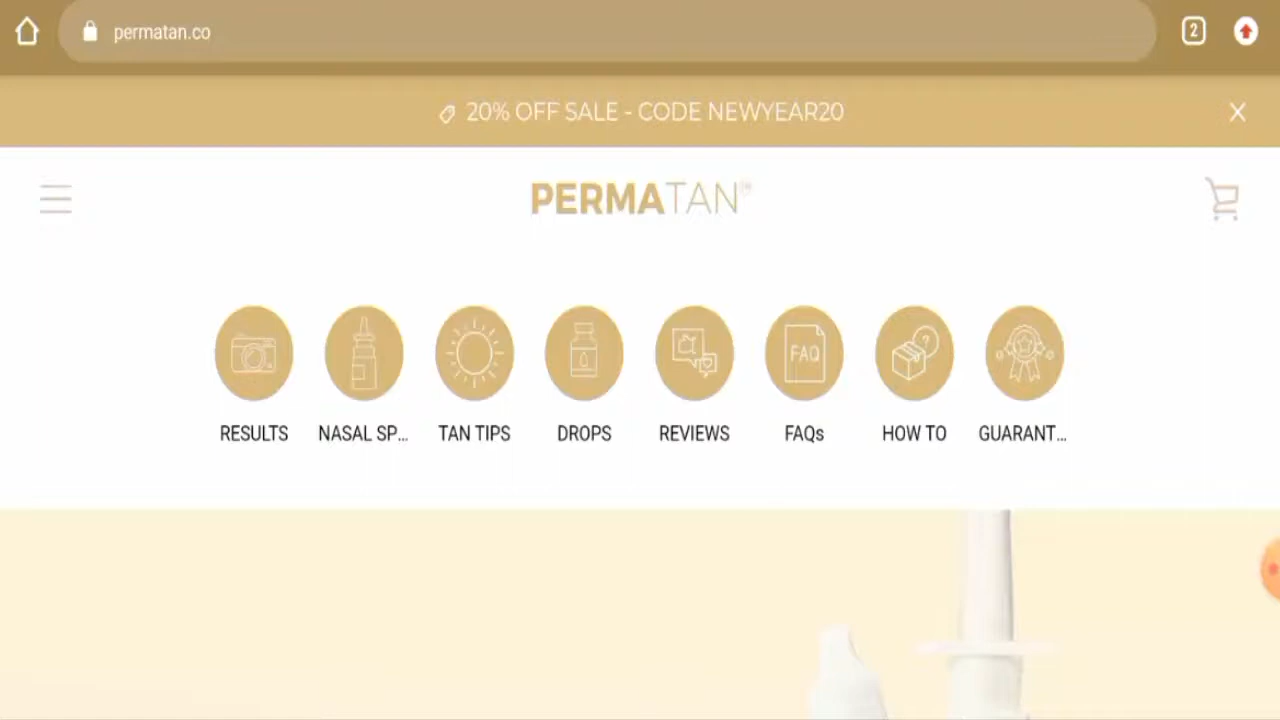 permatan.co
2
20% OFF SALE - CODE NEWYEAR20
PERMATAN®
FAQ
?
RESULTS NASAL SP... TAN TIPS DROPS REVIEWS FAQs HOW TO GUARANT...